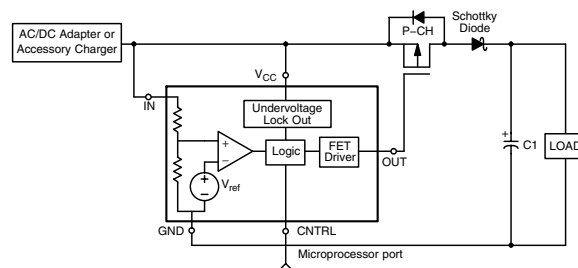 AC/DC Adapter or
Accessory Charger
P–CH
Schottky
Diode
VCC
IN
Undervoltage
Lock Out
+
–
Logic
FET
Driver
OUT
+
C1
LOAD
+
–
Vref
GND
CNTRL
Microprocessor port